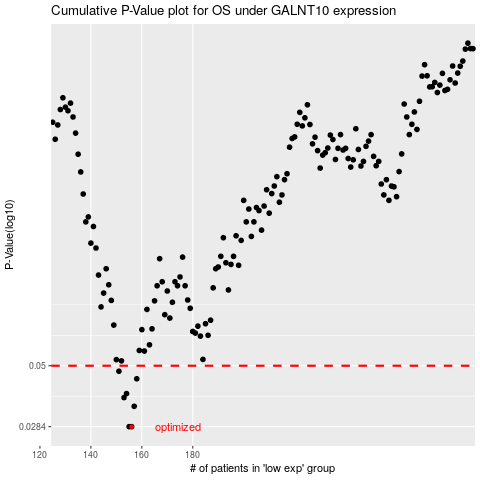 Cumulative P-Value plot for OS under GALNT10 expression
P-Value(log10)
0.05
0.0284
optimized
120 140 160 180
# of patients in 'low exp' group